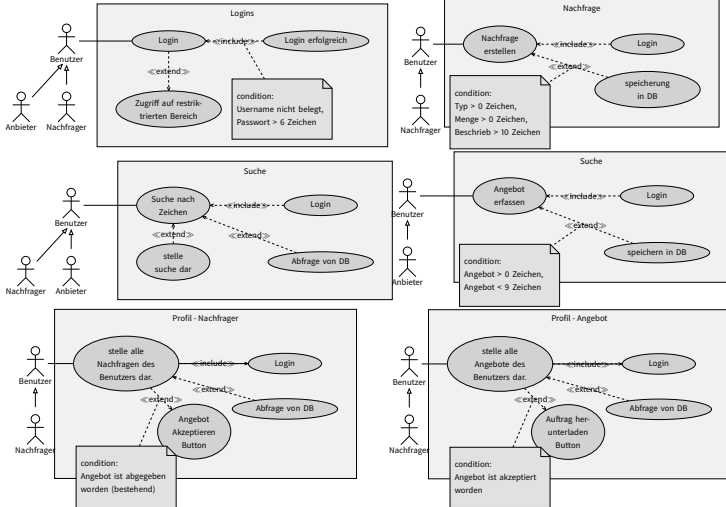 Logins
Login
≪include≫
Login erfolgreich
Benutzer
≪extend≫
Zugriff auf restrik-
trierten Bereich
condition:
Username nicht belegt,
Passwort > 6 Zeichen
Anbieter
Nachfrager
Nachfrage
Nachfrage
erstellen
≪include≫
Login
Benutzer
≪extend≫
speicherung
in DB
condition:
Typ > 0 Zeichen,
Menge > 0 Zeichen,
Beschrieb > 10 Zeichen
Nachfrager
Suche
Suche nach
Zeichen
≪include≫
Login
Benutzer
≪extend≫
≪extend≫
stelle
suche dar
Abfrage von DB
Nachfrager
Anbieter
Suche
Angebot
erfassen
≪include≫
Login
Benutzer
≪extend≫
speichern in DB
condition:
Angebot > 0 Zeichen,
Angebot < 9 Zeichen
Anbieter
Profil - Nachfrager
stelle alle
Nachfragen des
Benutzers dar.
≪include≫
Login
Benutzer
≪extend≫
≪extend≫
Abfrage von DB
Angebot
Akzeptieren
Button
Nachfrager
condition:
Angebot ist abgegeben
worden (bestehend)
Profil - Angebot
stelle alle
Angebote des
Benutzers dar.
≪include≫
Login
Benutzer
≪extend≫
≪extend≫
Abfrage von DB
Auftrag her-
unterladen
Button
Nachfrager
condition:
Angebot ist akzeptiert
worden